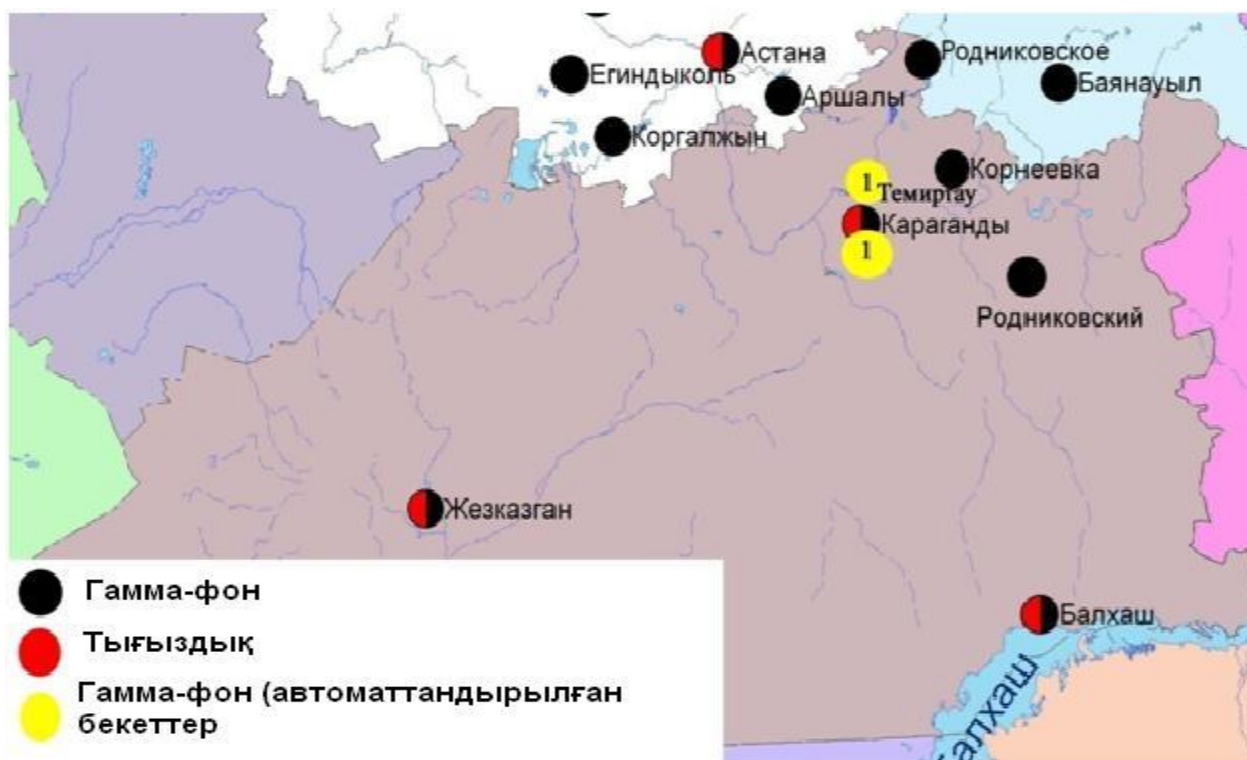 Астана
Родниковское
Егиндыколь
Баянауыл
Аршалы
Коргалжын
Корнеевка
1
Темиртау
Караганды
1
Родниковский
Жезказган
Гамма-фон
Балхаш
Тығыздық
Гамма-фон (автоматтандырылған
бекеттер
Балхаш